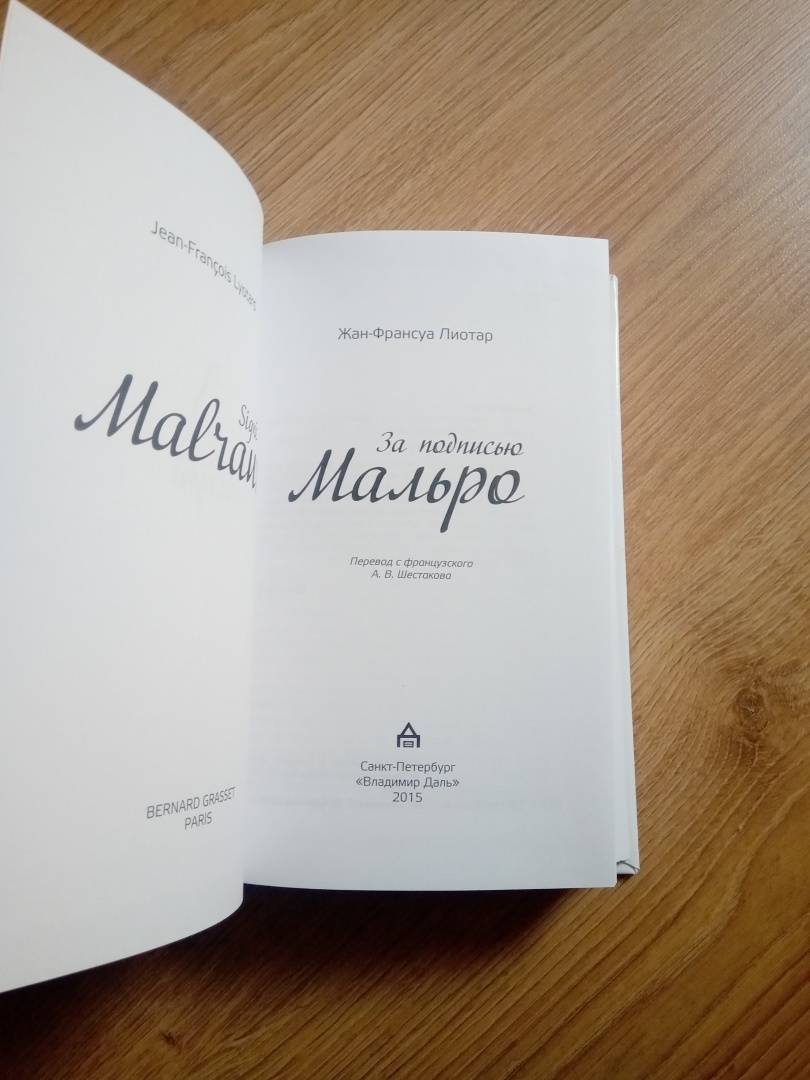 Jean-François Lyotard
Signé
Malraux
BERNARD GRASSET
PARIS
Жан-Франсуа Лиотар
За подписью
Мальро
Перевод с французского
А. В. Шестакова
Санкт-Петербург
«Владимир Даль»
2015